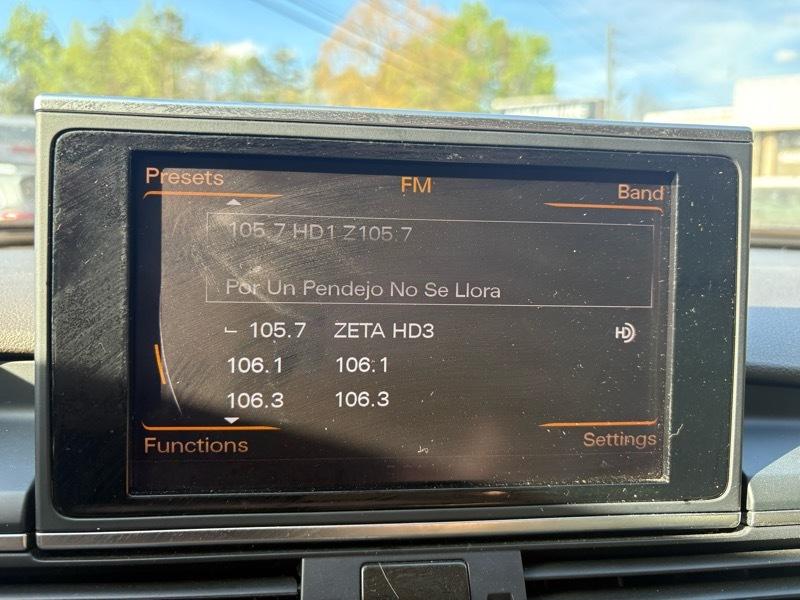 Presets FM Band
105.7 HD1 Z105.7
Por Un Pendejo No Se Llora
105.7 ZETA HD3 HD
106.1 106.1
106.3 106.3
Functions Settings